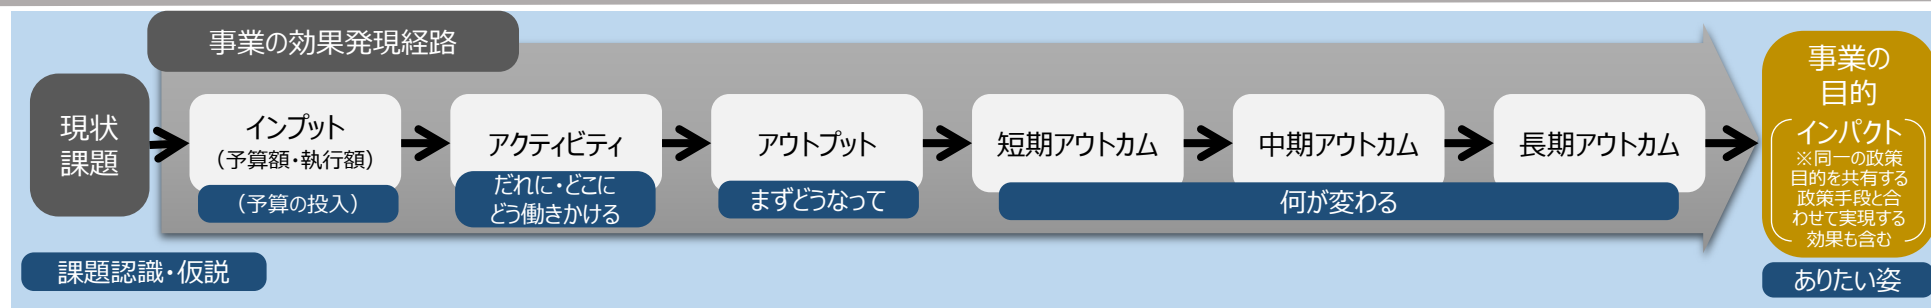 事業の効果発現経路
現状
課題
インプット
（予算額・執行額）
（予算の投入）
アクティビティ
だれに・どこに
どう働きかける
アウトプット
まずどうなって
短期アウトカム
中期アウトカム
長期アウトカム
何が変わる
事業の
目的
インパクト
※同一の政策
目的を共有する
政策手段と合
わせて実現する
効果も含む
課題認識・仮説
ありたい姿